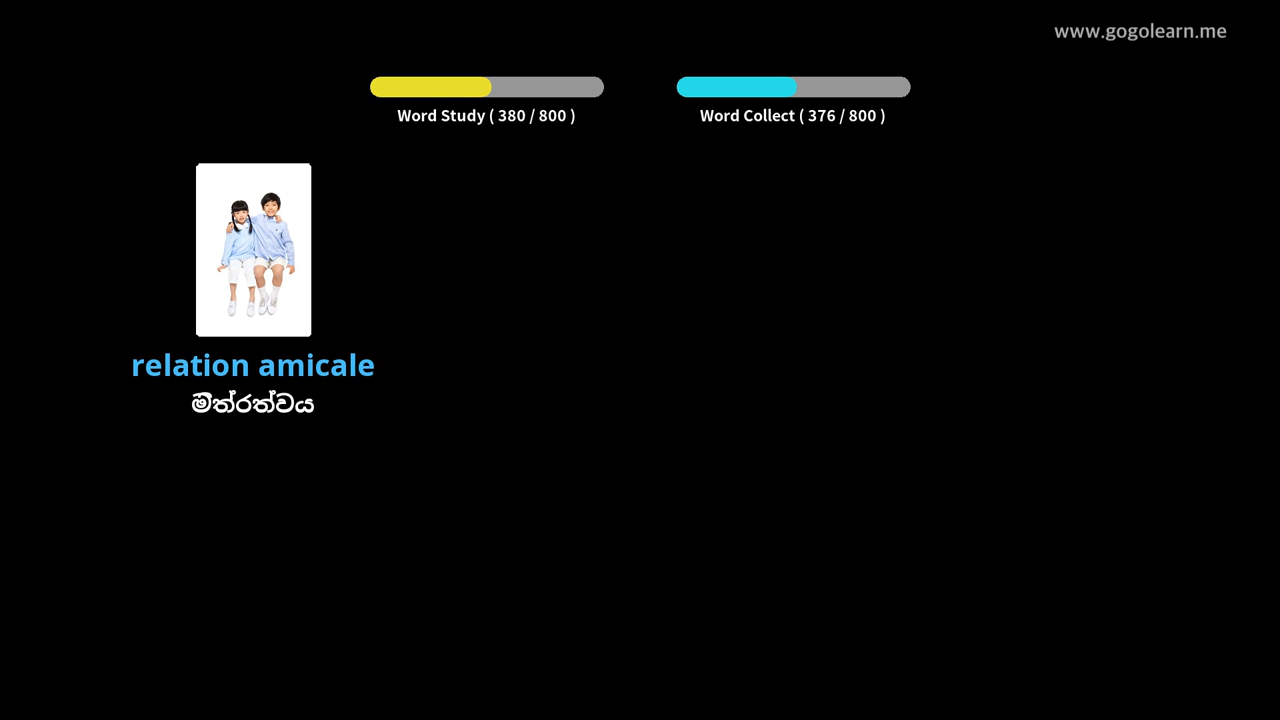 www.gogolearn.me
Word Study ( 380 / 800 )
Word Collect ( 376 / 800 )
relation amicale
මිත්රත්වය